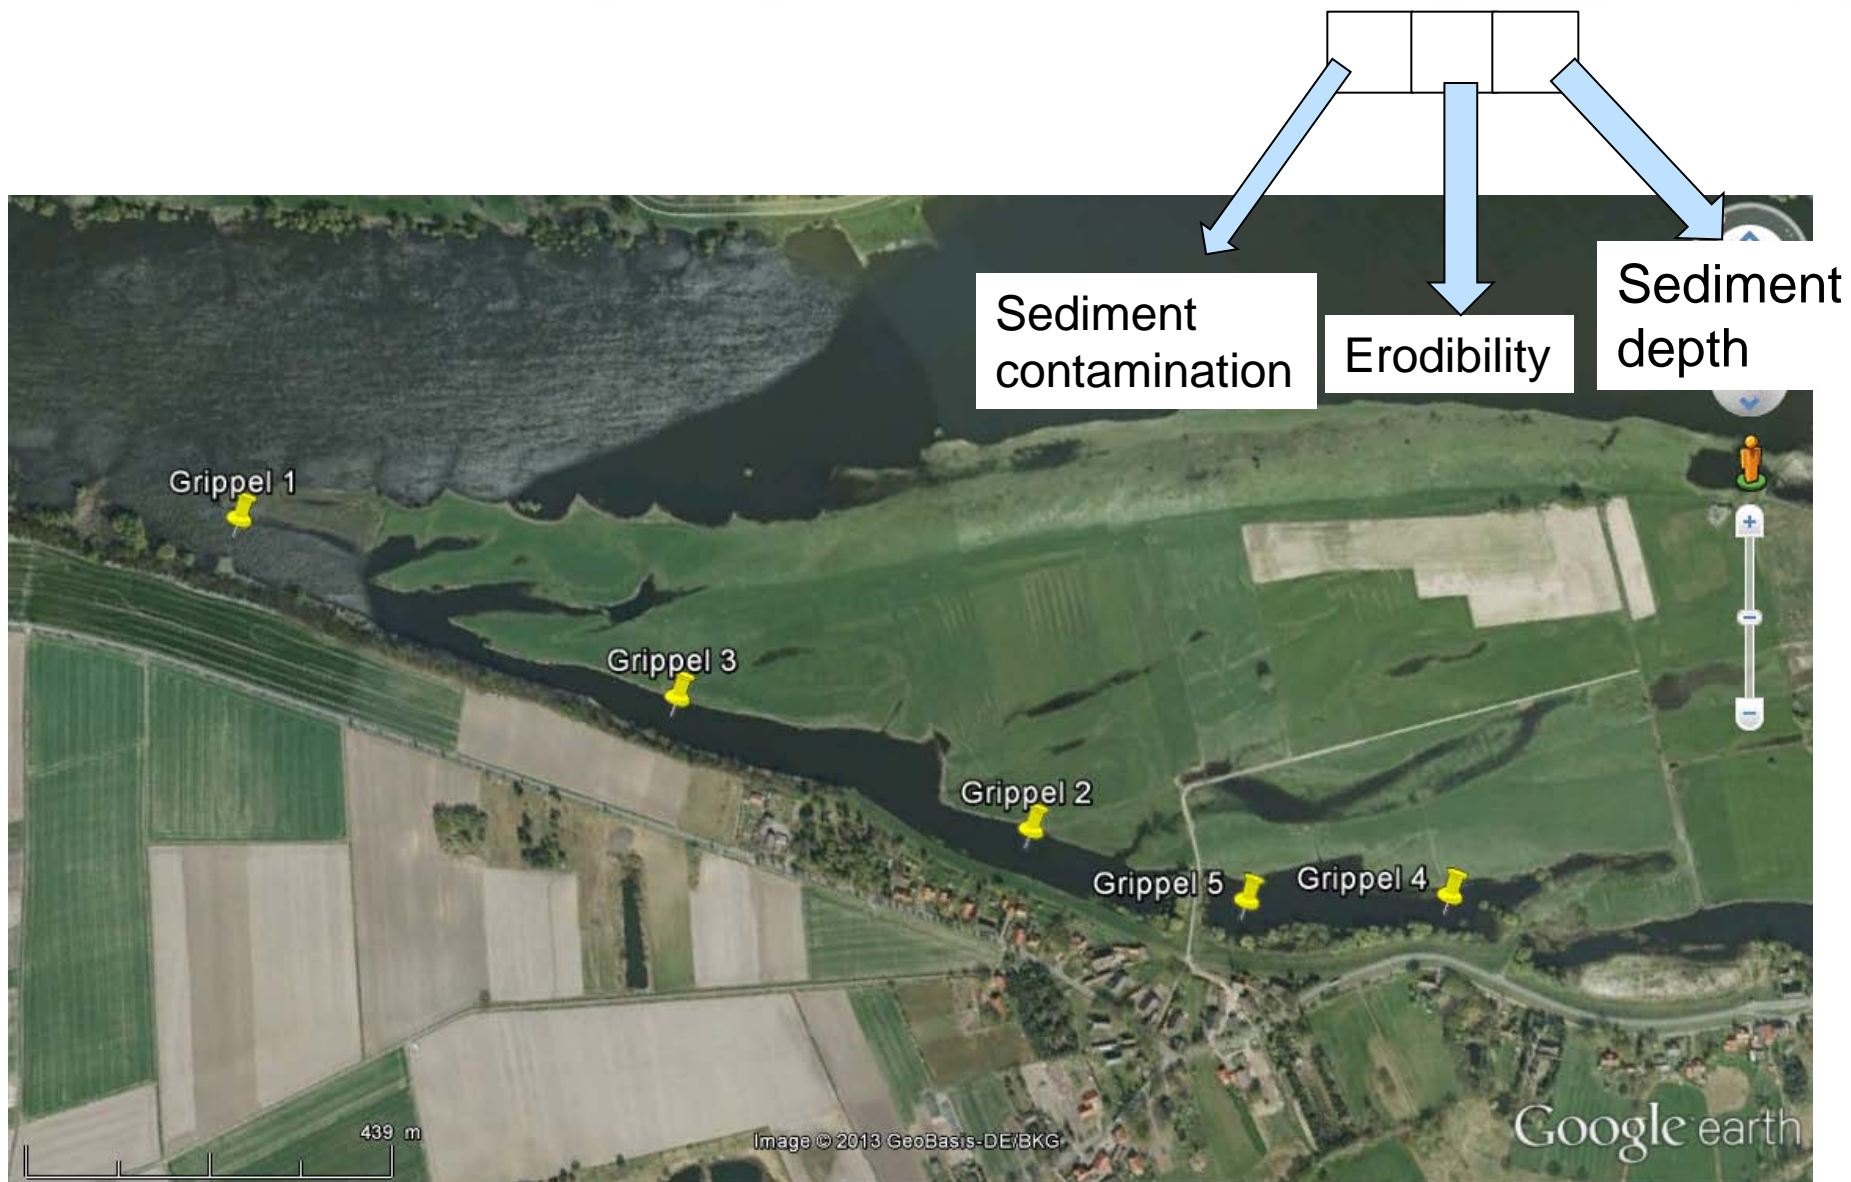 Sediment
contamination
Erodibility
Sediment
depth
Grippel 1
Grippel 3
Grippel 2
Grippel 5
Grippel 4
439 m
Image © 2013 GeoBasis-DE/BKG
Google earth